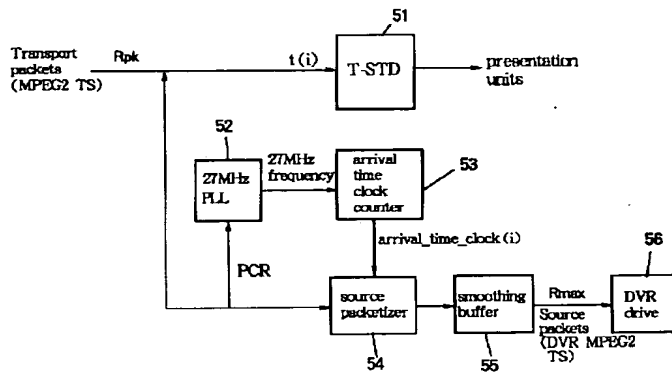 51
Transport
packets
(MPEG2 TS)
Rpk
t(i)
T-STD
presentation
units
52
27MHz
PLL
27MHz
frequency
arrival
time
clock
counter
53
arrival_time_clock(i)
PCR
56
source
packetizer
smoothing
buffer
Rmax
Source
packets
(DVR MPEG2
TS)
DVR
drive
54
55